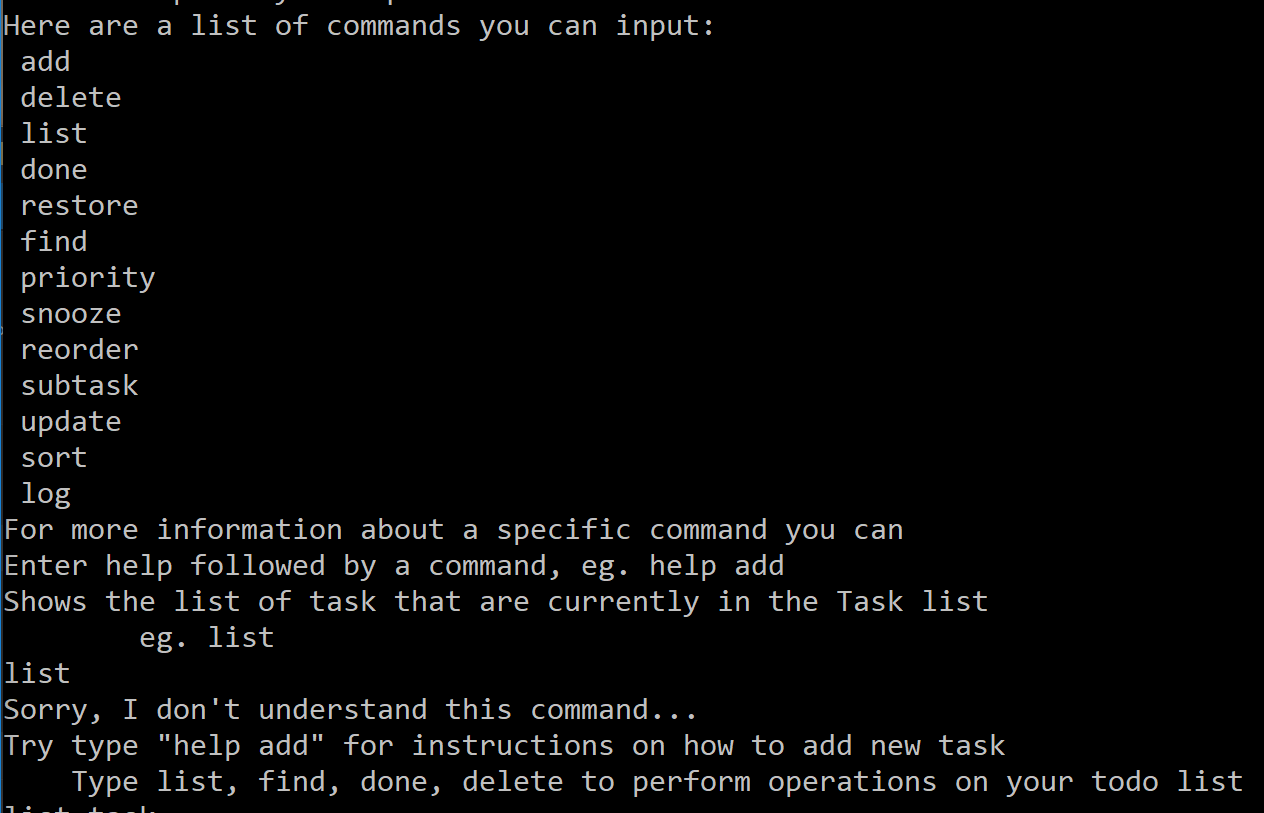 Here are a list of commands you can input:
add
delete
list
done
restore
find
priority
snooze
reorder
subtask
update
sort
log
For more information about a specific command you can
Enter help followed by a command, eg. help add
Shows the list of task that are currently in the Task list
eg. list
list
Sorry, I don't understand this command...
Try type "help add" for instructions on how to add new task
Type list, find, done, delete to perform operations on your todo list
list task